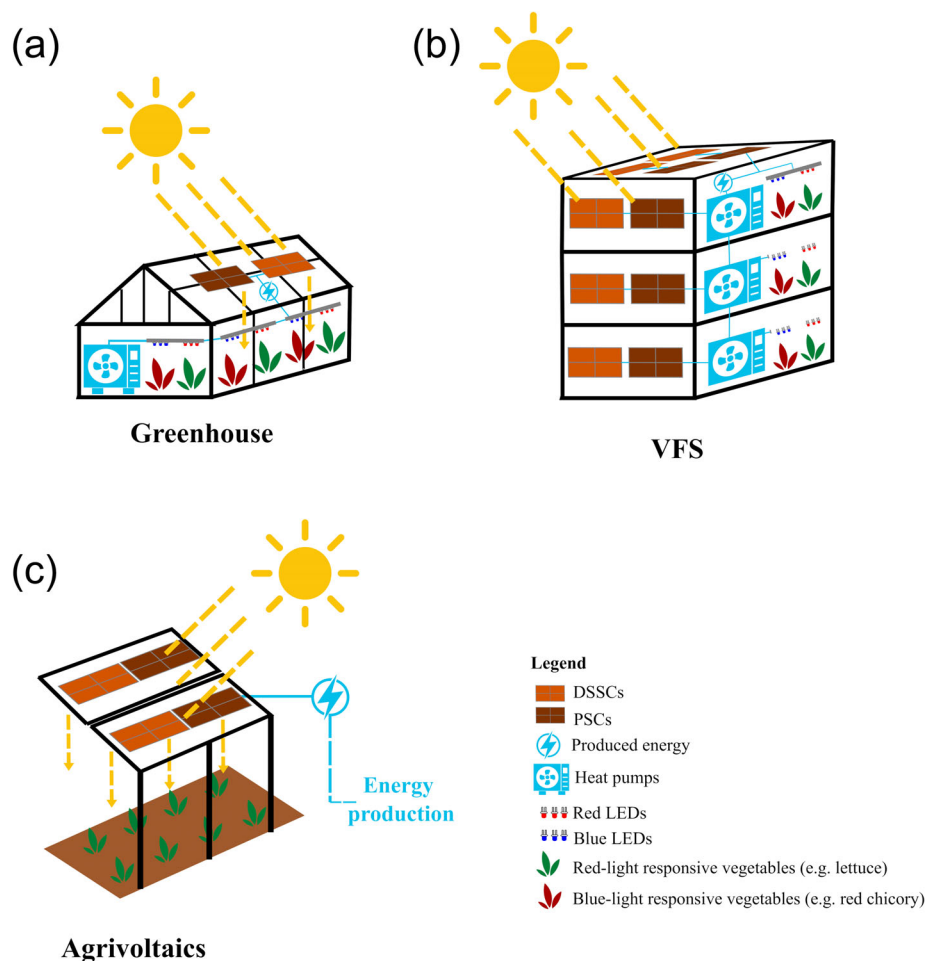 (a)
(b)
Greenhouse
VFS
(c)
Energy
production
Agrivoltaics
Legend
DSSCs
PSCs
Produced energy
Heat pumps
Red LEDs
Blue LEDs
Red-light responsive vegetables (e.g. lettuce)
Blue-light responsive vegetables (e.g. red chicory)